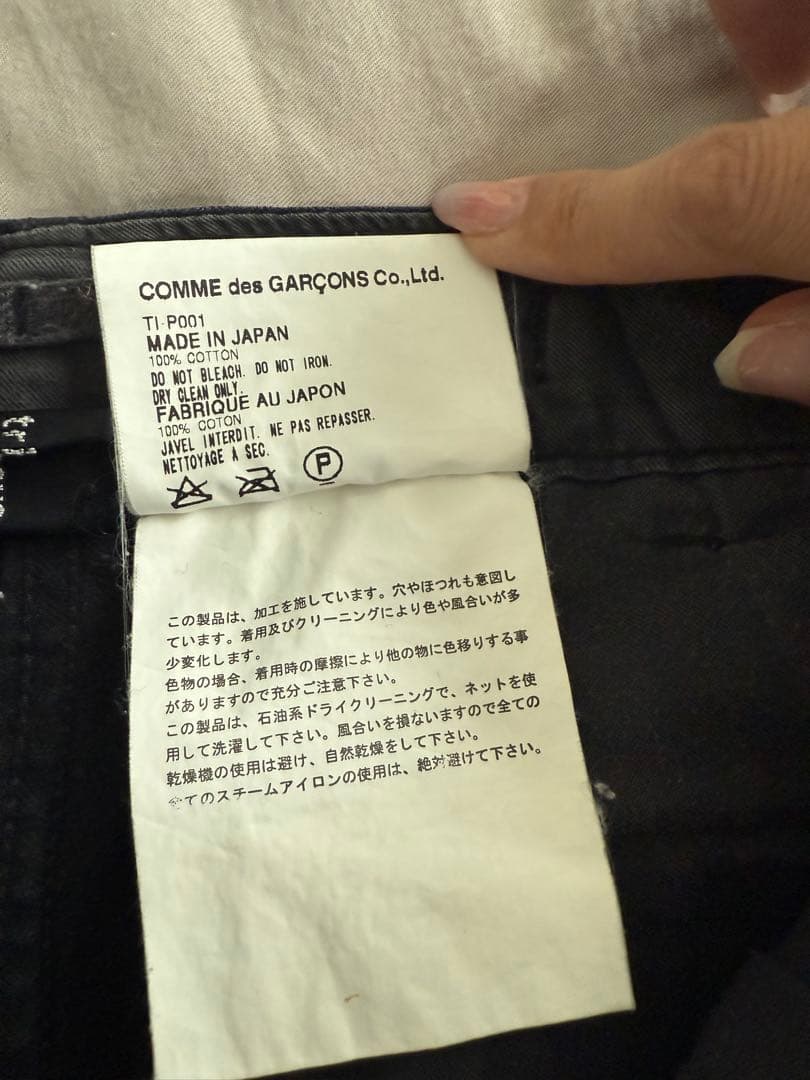 COMME des GARÇONS Co.,Ltd.
TI-P001
MADE IN JAPAN
100% COTTON
DO NOT BLEACH. DO NOT IRON.
DRY CLEAN ONLY.
FABRIQUE AU JAPON
100% COTON
JAVEL INTERDIT. NE PAS REPASSER.
NETTOYAGE A SEC.
P
この製品は、加工を施しています。穴やほつれも意図し
ています。着用及びクリーニングにより色や風合いが多
少変化します。
色物の場合、着用時の摩擦により他の物に色移りする事
がありますので充分ご注意下さい。
この製品は、石油系ドライクリーニングで、ネットを使
用して洗濯して下さい。風合いを損ないますので全ての
乾燥機の使用は避け、自然乾燥をして下さい。
全てのスチームアイロンの使用は、絶対避けて下さい。